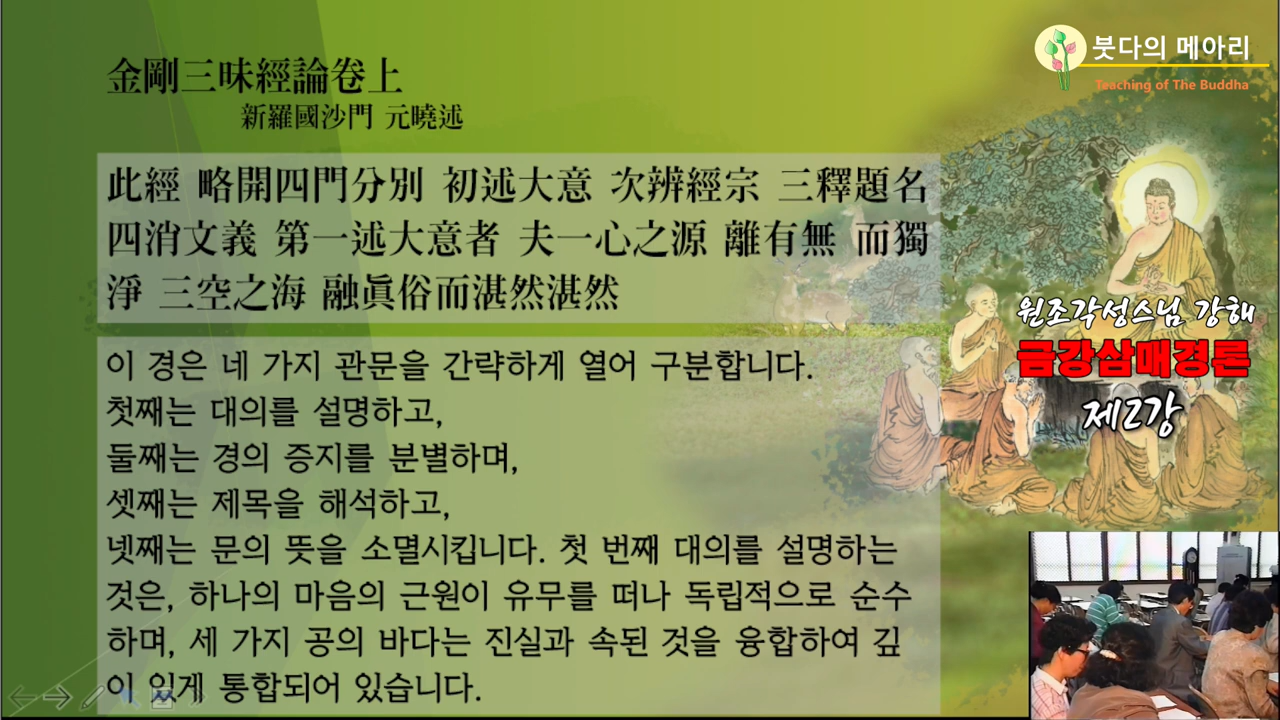 金剛三昧經論卷上
新羅國沙門 元曉述
此經 略開四門分別 初述大意 次辨經宗 三釋題名
四消文義 第一述大意者 夫一心之源 離有無 而獨
淨 三空之海 融眞俗而湛然湛然
이 경은 네 가지 관문을 간략하게 열어 구분합니다.
첫째는 대의를 설명하고,
둘째는 경의 증지를 분별하며,
셋째는 제목을 해석하고,
넷째는 문의 뜻을 소멸시킵니다. 첫 번째 대의를 설명하는
것은, 하나의 마음의 근원이 유무를 떠나 독립적으로 순수
하며, 세 가지 공의 바다는 진실과 속된 것을 융합하여 깊
이 있게 통합되어 있습니다.
붓다의 메아리
Teaching of The Buddha
원조각성스님 강해
금강삼매경론
제2강